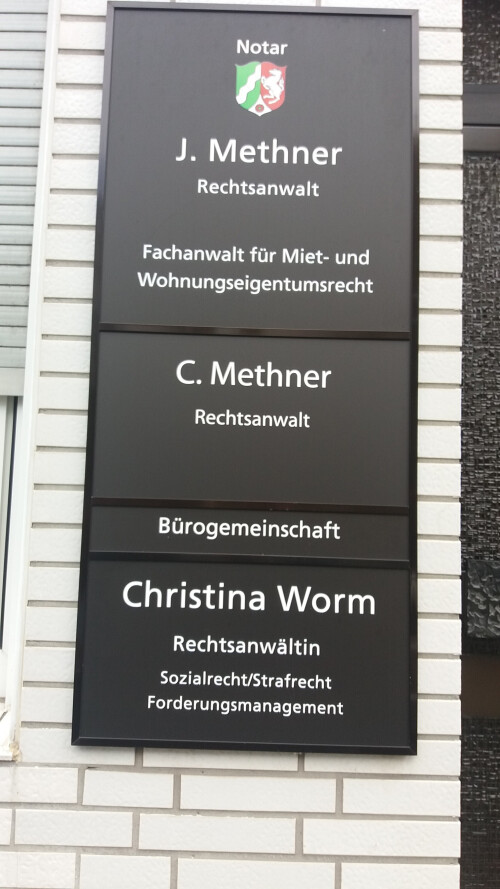 Notar
J. Methner
Rechtsanwalt
Fachanwalt für Miet- und
Wohnungseigentumsrecht
C. Methner
Rechtsanwalt
Bürogemeinschaft
Christina Worm
Rechtsanwältin
Sozialrecht/Strafrecht
Forderungsmanagement